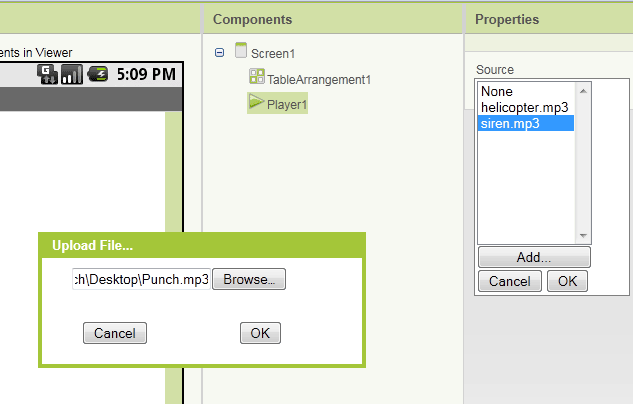 Components
Properties
ents in Viewer
5:09 PM
Screen1
TableArrangement1
Player1
Source
None
helicopter.mp3
siren.mp3
Add...
Cancel
OK
Upload File...
ch\Desktop\Punch.mp3
Browse...
Cancel
OK